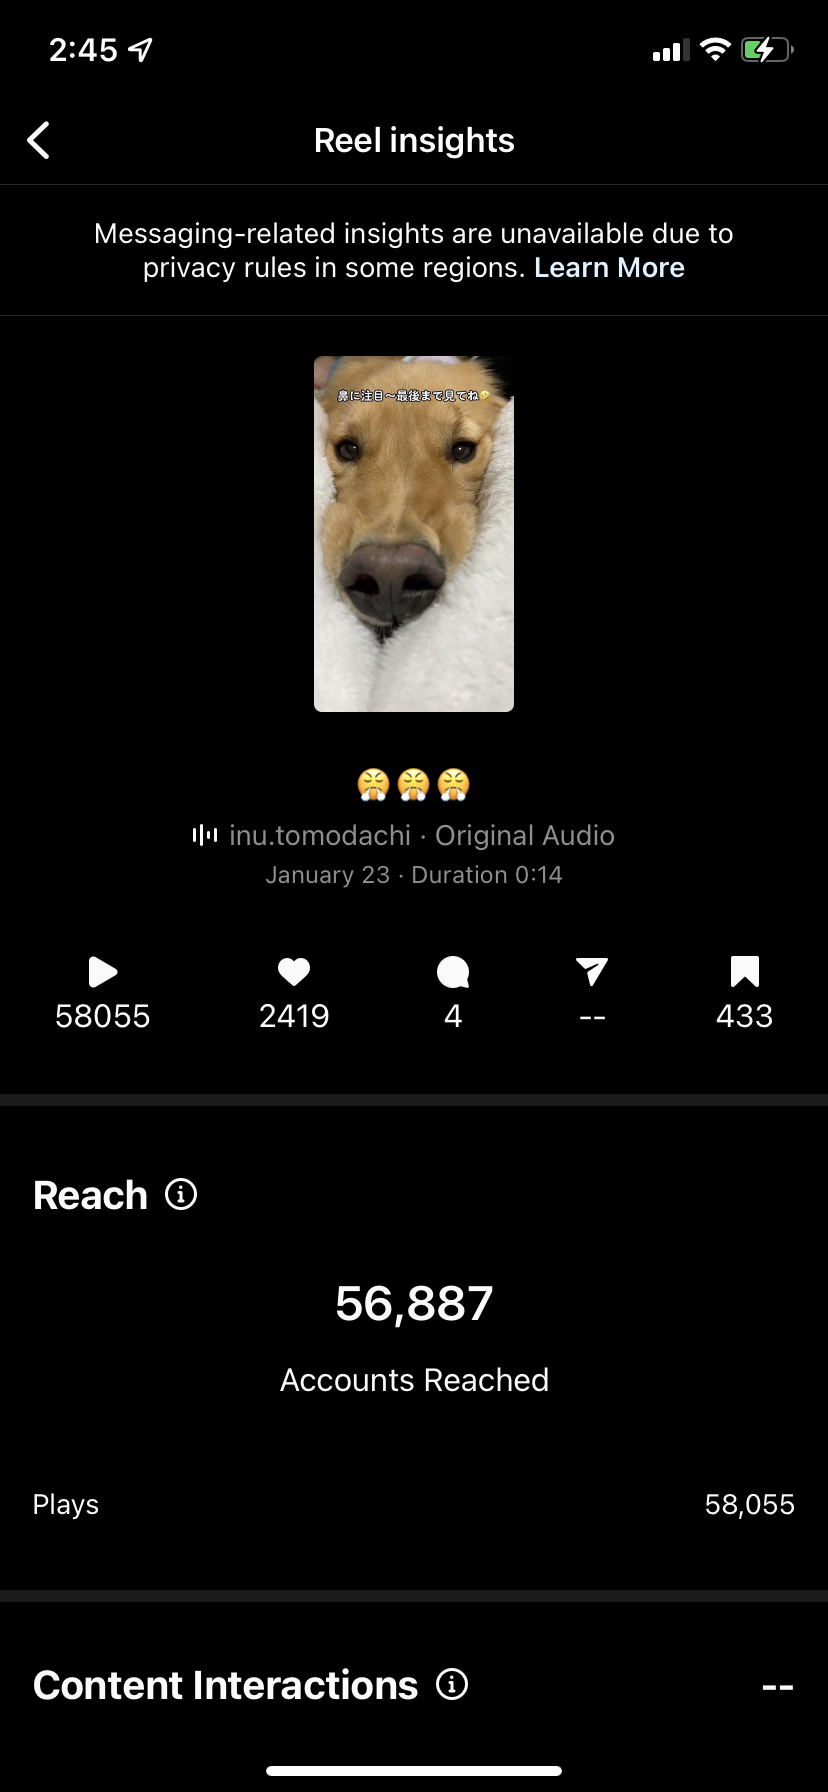 2:45
Reel insights
Messaging-related insights are unavailable due to
privacy rules in some regions. Learn More
鼻に注目〜最後まで見てね🤣
😤😤😤
inu.tomodachi · Original Audio
January 23 · Duration 0:14
58055 2419 4 -- 433
Reach
56,887
Accounts Reached
Plays 58,055
Content Interactions --